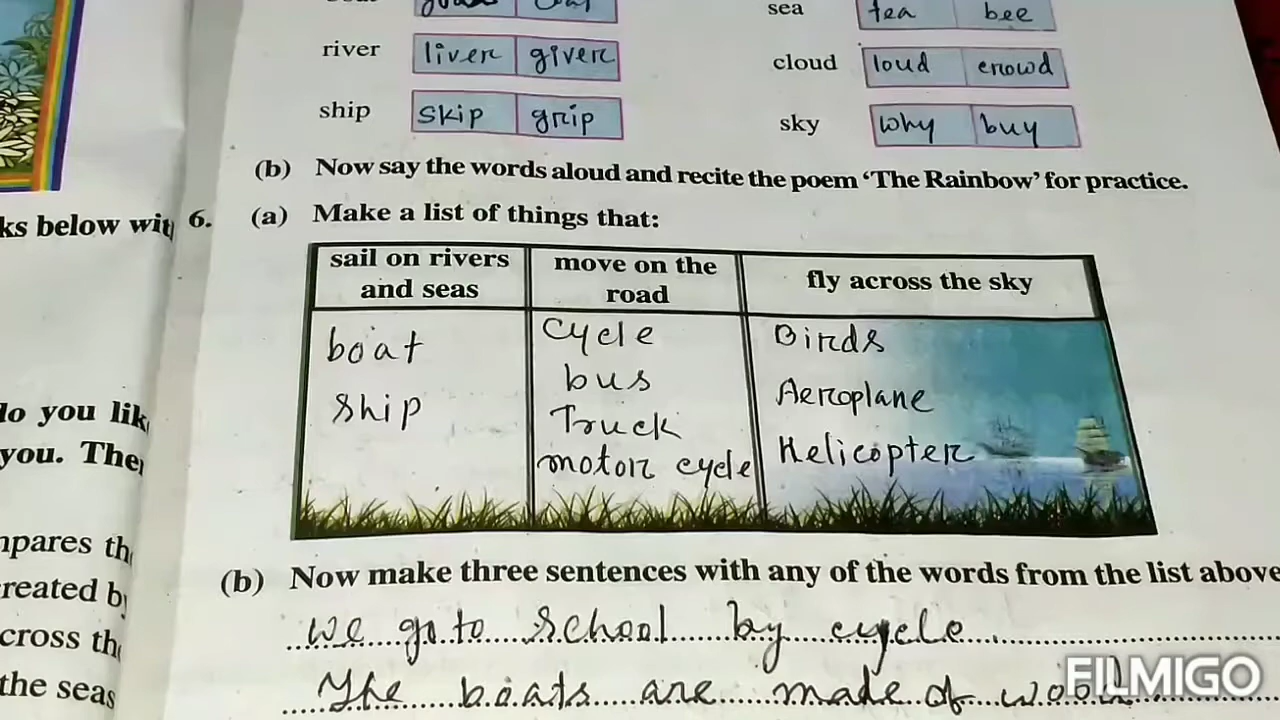 sea tea bee
river liver giver cloud loud crowd
ship skip grip sky why buy
(b) Now say the words aloud and recite the poem ‘The Rainbow’ for practice.
ks below wit
6. (a) Make a list of things that:
sail on rivers and seas
move on the road
fly across the sky
boat
ship
Cycle
bus
Truck
motor cycle
Birds
Aeroplane
Helicopter
do you lik
you. The
mpares th
created b
cross th
the seas
(b) Now make three sentences with any of the words from the list above
we go to school by cycle.
The boats are made of wood
FILMIGO